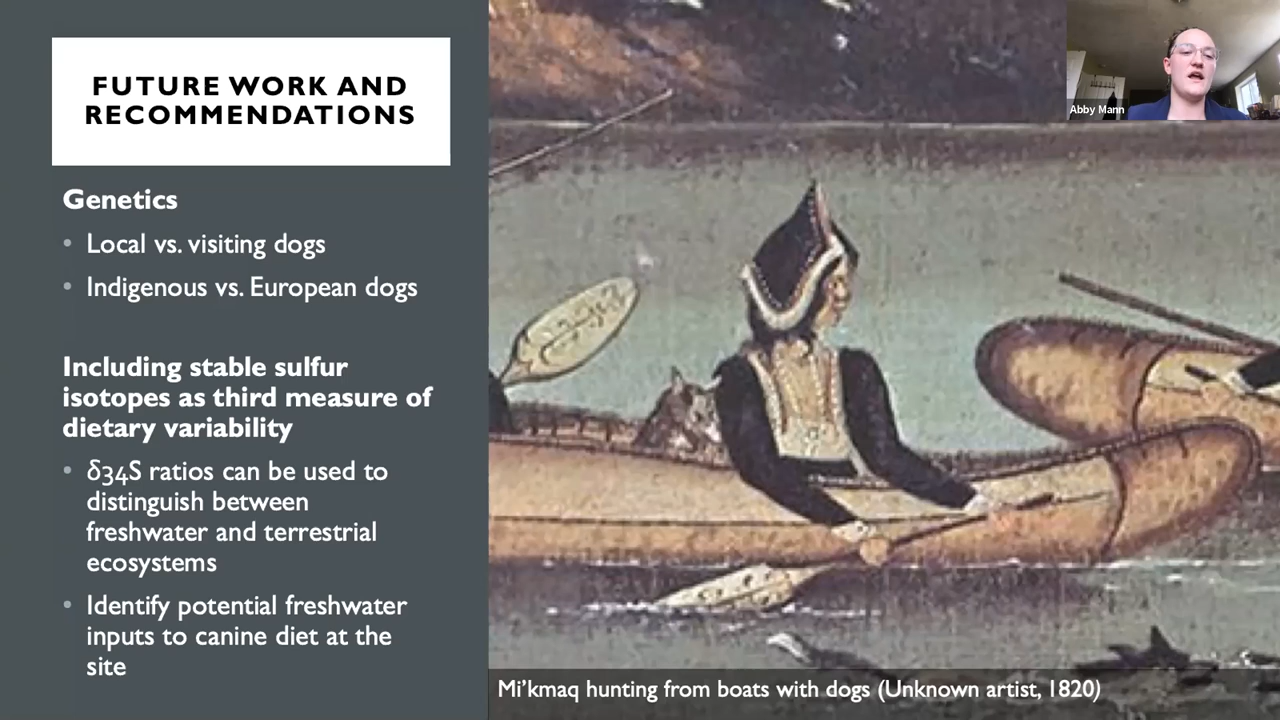 FUTURE WORK AND
RECOMMENDATIONS
Genetics
• Local vs. visiting dogs
• Indigenous vs. European dogs
Including stable sulfur
isotopes as third measure of
dietary variability
• δ34S ratios can be used to
distinguish between
freshwater and terrestrial
ecosystems
• Identify potential freshwater
inputs to canine diet at the
site
Abby Mann
Mi’kmaq hunting from boats with dogs (Unknown artist, 1820)